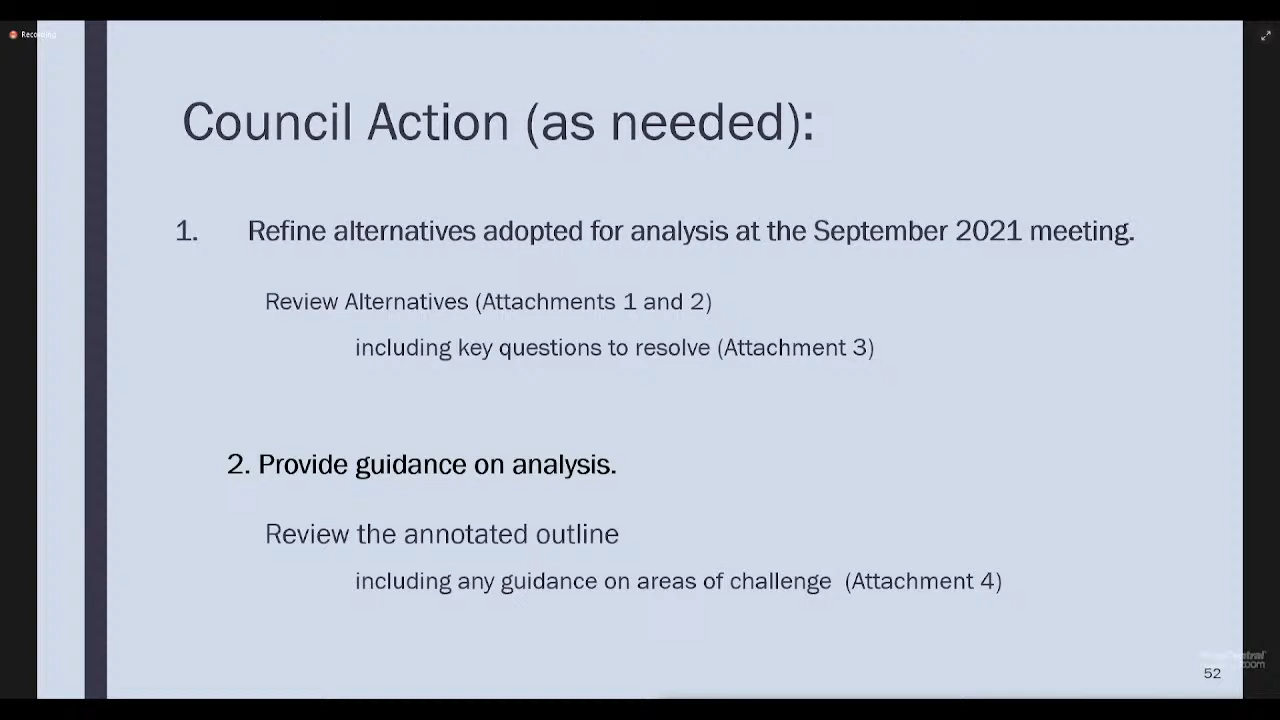 Recording
Council Action (as needed):
1. Refine alternatives adopted for analysis at the September 2021 meeting.
Review Alternatives (Attachments 1 and 2)
including key questions to resolve (Attachment 3)
2. Provide guidance on analysis.
Review the annotated outline
including any guidance on areas of challenge (Attachment 4)
zoom
52